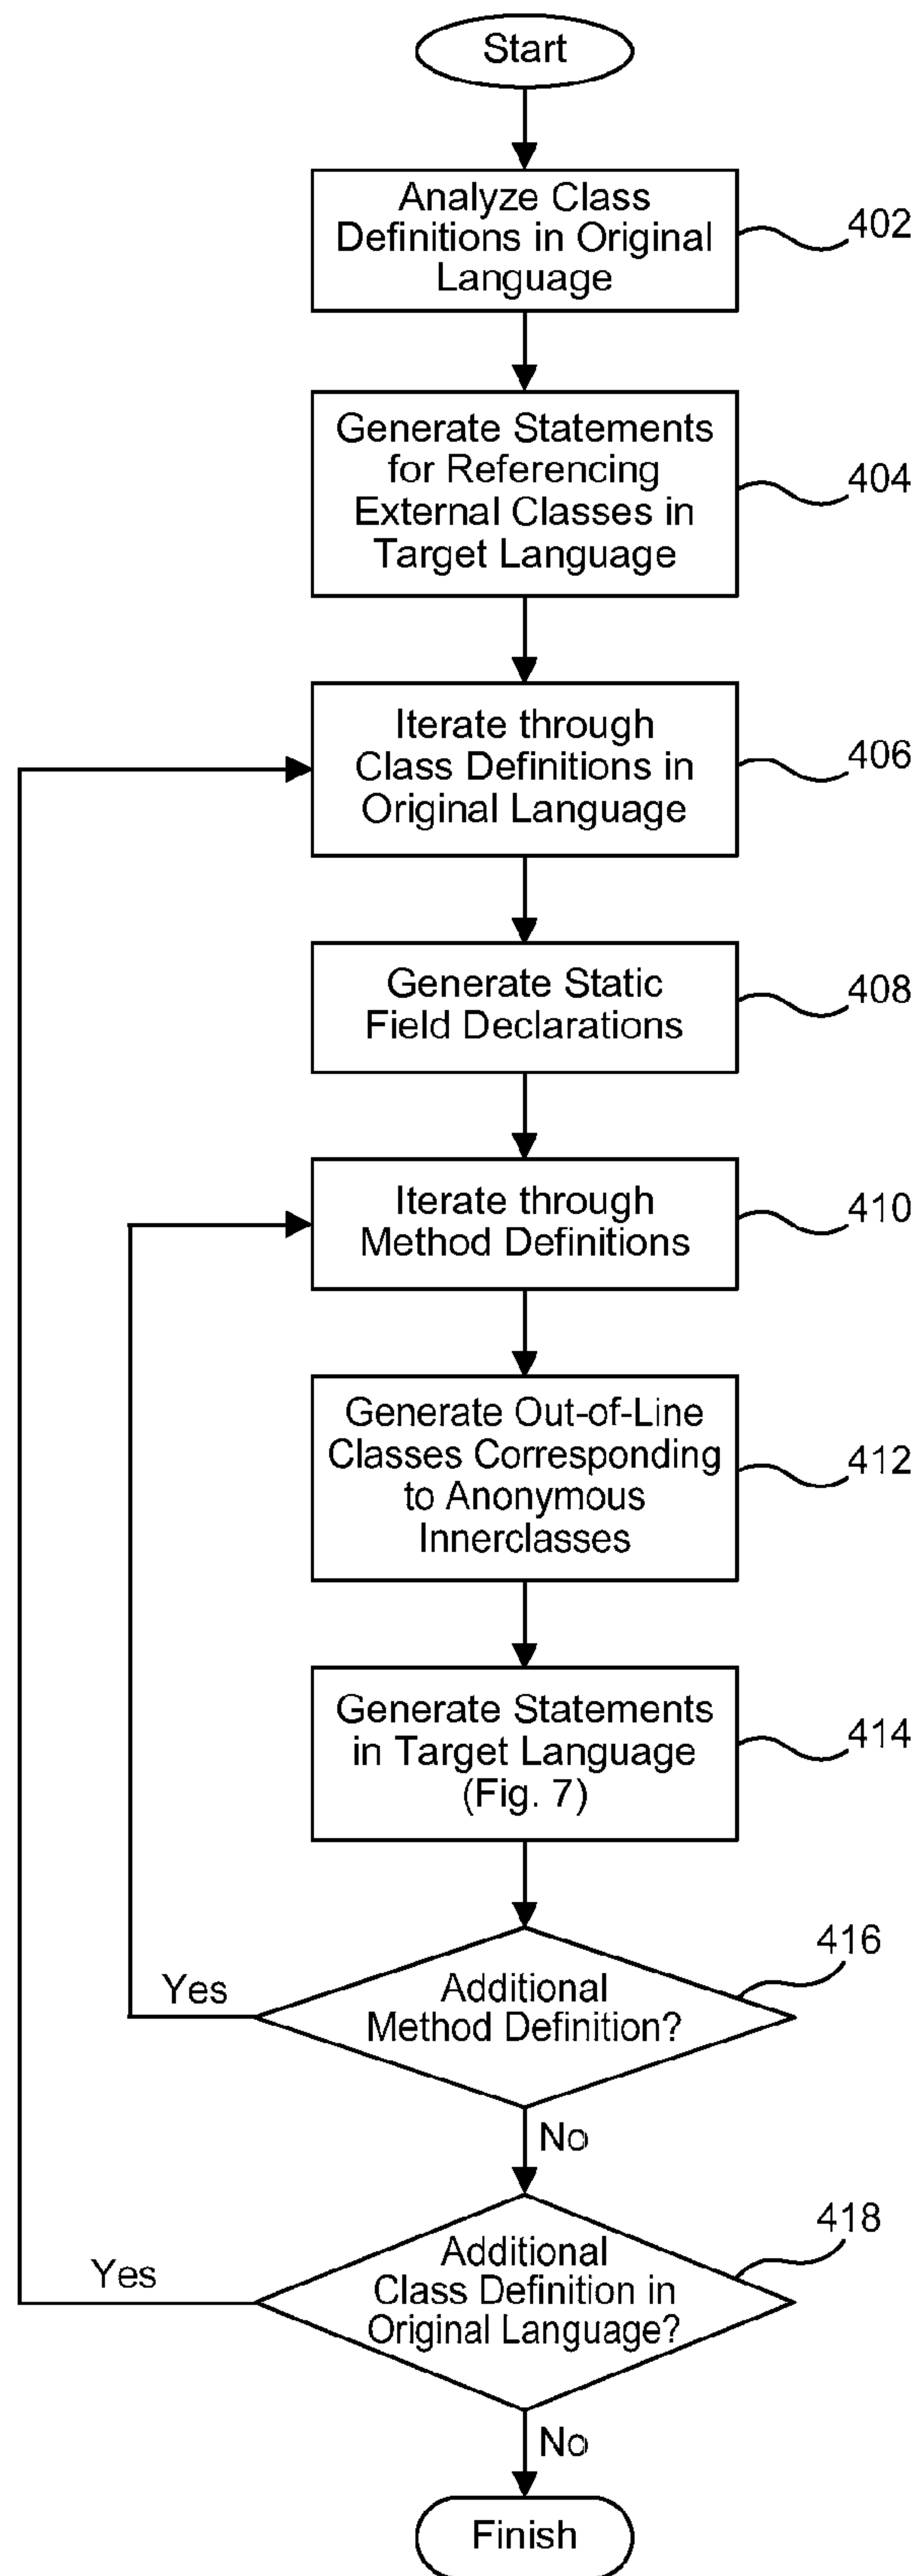 Start
Analyze Class
Definitions in Original
Language
402
Generate Statements
for Referencing
External Classes in
Target Language
404
Iterate through
Class Definitions in
Original Language
406
Generate Static
Field Declarations
408
Iterate through
Method Definitions
410
Generate Out-of-Line
Classes Corresponding
to Anonymous
Innerclasses
412
Generate Statements
in Target Language
(Fig. 7)
414
416
Additional
Method Definition?
Yes
No
418
Additional
Class Definition in
Original Language?
Yes
No
Finish